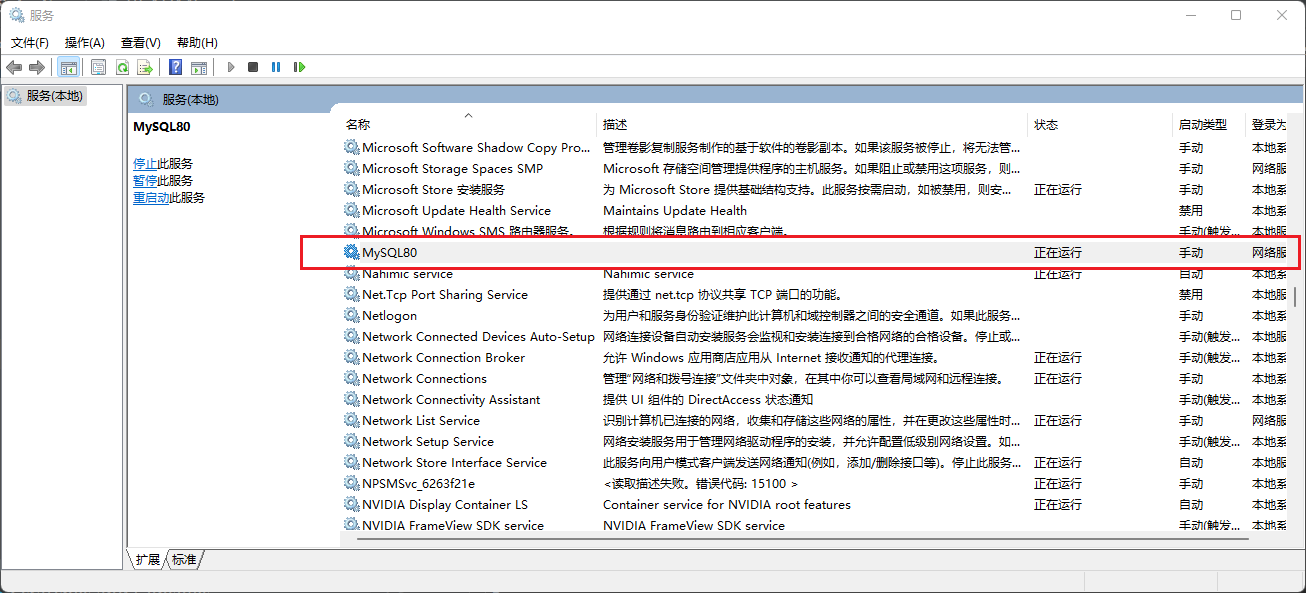 服务
文件(F) 操作(A) 查看(V) 帮助(H)
服务(本地)
服务(本地)
MySQL80
停止此服务
暂停此服务
重启动此服务
名称 描述 状态 启动类型 登录为
Microsoft Software Shadow Copy Pro... 管理卷影复制服务制作的基于软件的卷影副本。如果该服务被停止，将无法管... 手动 本地系
Microsoft Storage Spaces SMP Microsoft 存储空间管理提供程序的主机服务。如果阻止或禁用这项服务，则... 手动 网络服
Microsoft Store 安装服务 为 Microsoft Store 提供基础结构支持。此服务按需启动，如被禁用，则安... 正在运行 手动 本地系
Microsoft Update Health Service Maintains Update Health 禁用 本地系
Microsoft Windows SMS 路由器服务。 根据规则将消息路由到相应客户端。 手动(触发... 本地系
MySQL80 正在运行 手动 网络服
Nahimic service Nahimic service 正在运行 自动 本地系
Net.Tcp Port Sharing Service 提供通过 net.tcp 协议共享 TCP 端口的功能。 禁用 本地服
Netlogon 为用户和服务身份验证维护此计算机和域控制器之间的安全通道。如果此服务... 手动 本地系
Network Connected Devices Auto-Setup 网络连接设备自动安装服务会监视和安装连接到合格网络的合格设备。停止或... 手动(触发... 本地服
Network Connection Broker 允许 Windows 应用商店应用从 Internet 接收通知的代理连接。 正在运行 手动(触发... 本地系
Network Connections 管理“网络和拨号连接”文件夹中对象，在其中你可以查看局域网和远程连接。 正在运行 手动 本地系
Network Connectivity Assistant 提供 UI 组件的 DirectAccess 状态通知 手动(触发... 本地系
Network List Service 识别计算机已连接的网络，收集和存储这些网络的属性，并在更改这些属性时... 正在运行 手动 网络服
Network Setup Service 网络安装服务用于管理网络驱动程序的安装，并允许配置低级别网络设置。如... 手动(触发... 本地系
Network Store Interface Service 此服务向用户模式客户端发送网络通知(例如，添加/删除接口等)。停止此服务... 正在运行 自动 本地服
NPSMSvc_6263f21e <读取描述失败。错误代码: 15100 > 正在运行 手动 本地系
NVIDIA Display Container LS Container service for NVIDIA root features 正在运行 自动 本地系
NVIDIA FrameView SDK service NVIDIA FrameView SDK service 手动(触发... 本地系
扩展 标准